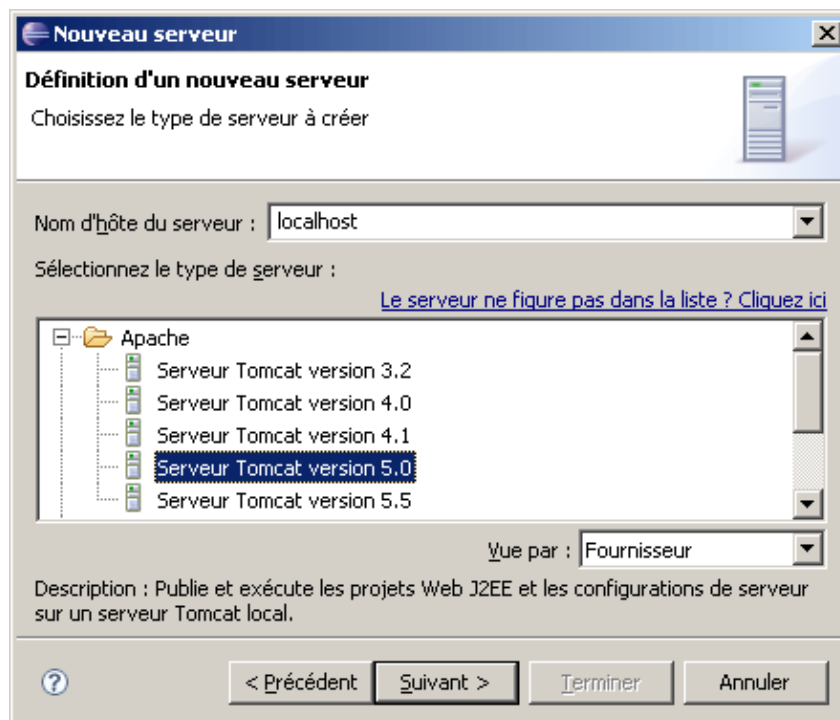 Nouveau serveur
Définition d'un nouveau serveur
Choisissez le type de serveur à créer
Nom d'hôte du serveur : localhost
Sélectionnez le type de serveur :
Le serveur ne figure pas dans la liste ? Cliquez ici
Apache
Serveur Tomcat version 3.2
Serveur Tomcat version 4.0
Serveur Tomcat version 4.1
Serveur Tomcat version 5.0
Serveur Tomcat version 5.5
Vue par : Fournisseur
Description : Publie et exécute les projets Web J2EE et les configurations de serveur
sur un serveur Tomcat local.
? < Précédent Suivant > Terminer Annuler